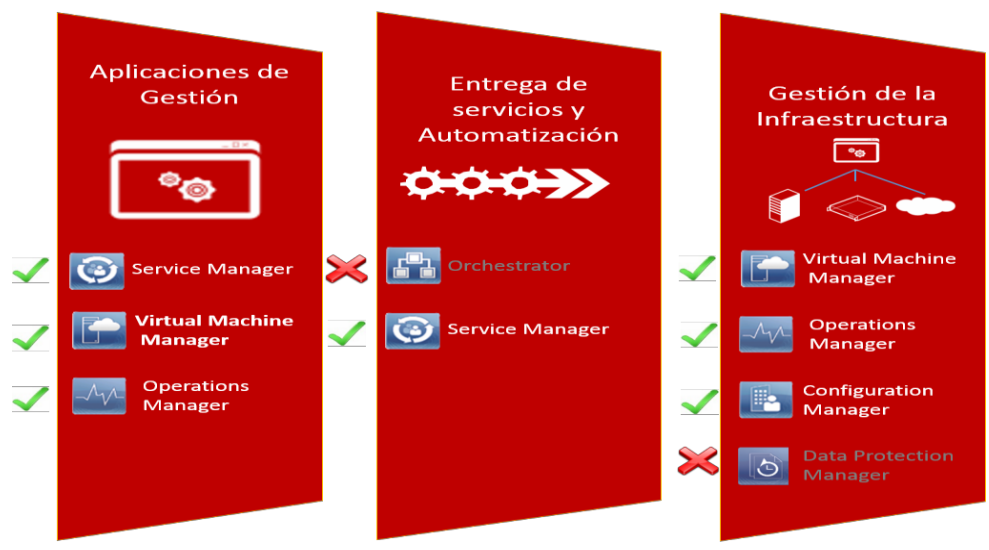 Aplicaciones de
Gestión
Service Manager
Virtual Machine
Manager
Operations
Manager
Entrega de
servicios y
Automatización
Orchestrator
Service Manager
Gestión de la
Infraestructura
Virtual Machine
Manager
Operations
Manager
Configuration
Manager
Data Protection
Manager